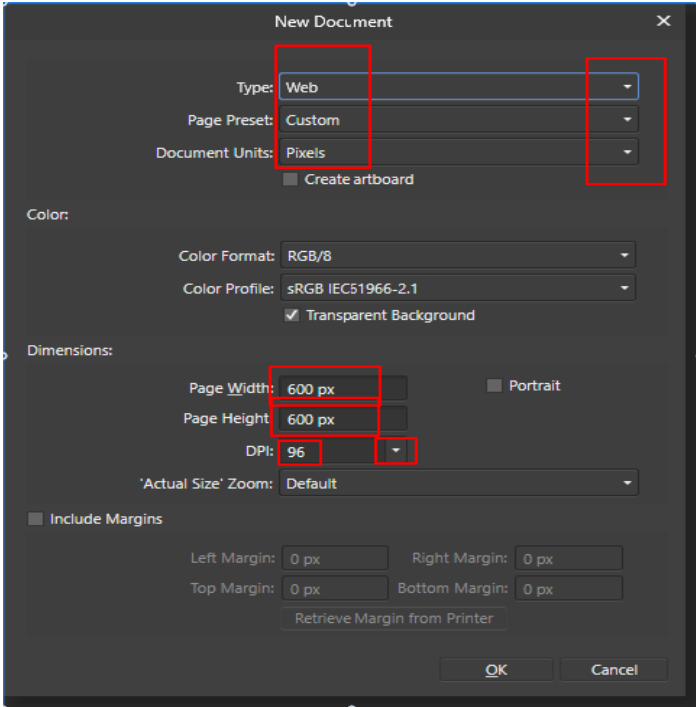 New Document
Type: Web
Page Preset: Custom
Document Units: Pixels
Create artboard
Color:
Color Format: RGB/8
Color Profile: sRGB IEC61966-2.1
Transparent Background
Dimensions:
Page Width: 600 px Portrait
Page Height 600 px
DPI: 96
'Actual Size' Zoom: Default
Include Margins
Left Margin: 0 px Right Margin: 0 px
Top Margin: 0 px Bottom Margin: 0 px
Retrieve Margin from Printer
OK Cancel